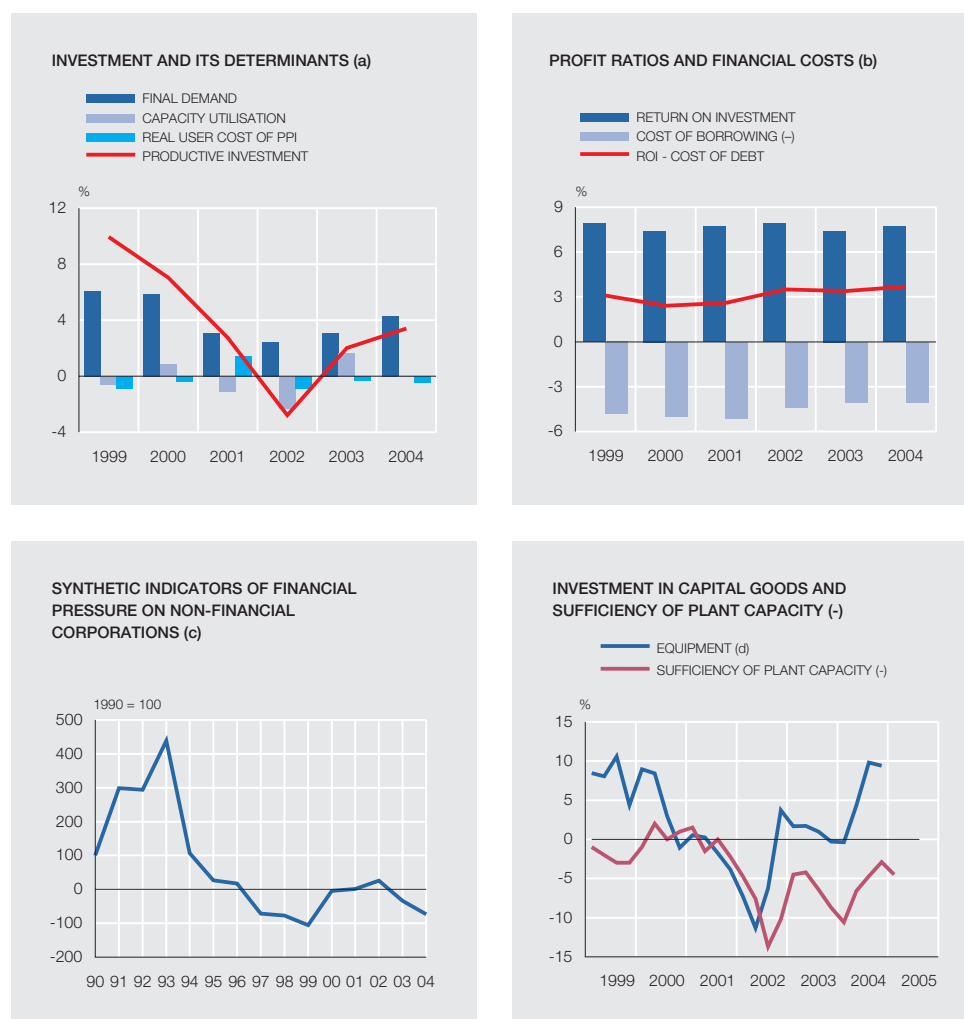 INVESTMENT AND ITS DETERMINANTS (a)
FINAL DEMAND
CAPACITY UTILISATION
REAL USER COST OF PPI
PRODUCTIVE INVESTMENT
%
12
8
4
0
-4
1999 2000 2001 2002 2003 2004
PROFIT RATIOS AND FINANCIAL COSTS (b)
RETURN ON INVESTMENT
COST OF BORROWING (–)
ROI - COST OF DEBT
%
9
6
3
0
-3
-6
1999 2000 2001 2002 2003 2004
SYNTHETIC INDICATORS OF FINANCIAL
PRESSURE ON NON-FINANCIAL
CORPORATIONS (c)
1990 = 100
500
400
300
200
100
0
-100
-200
90 91 92 93 94 95 96 97 98 99 00 01 02 03 04
INVESTMENT IN CAPITAL GOODS AND
SUFFICIENCY OF PLANT CAPACITY (-)
EQUIPMENT (d)
SUFFICIENCY OF PLANT CAPACITY (-)
%
15
10
5
0
-5
-10
-15
1999 2000 2001 2002 2003 2004 2005